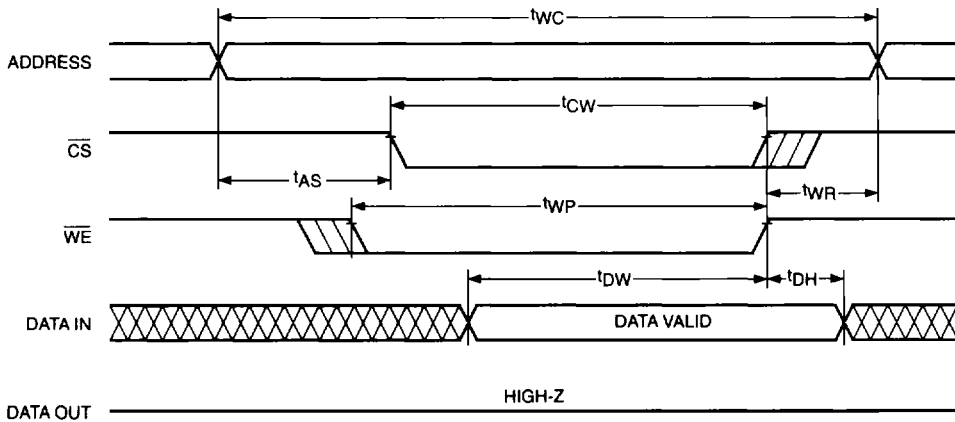 tWC
ADDRESS
tCW
CS
tAS
tWR
tWP
WE
tDW
tDH
DATA IN
DATA VALID
HIGH-Z
DATA OUT